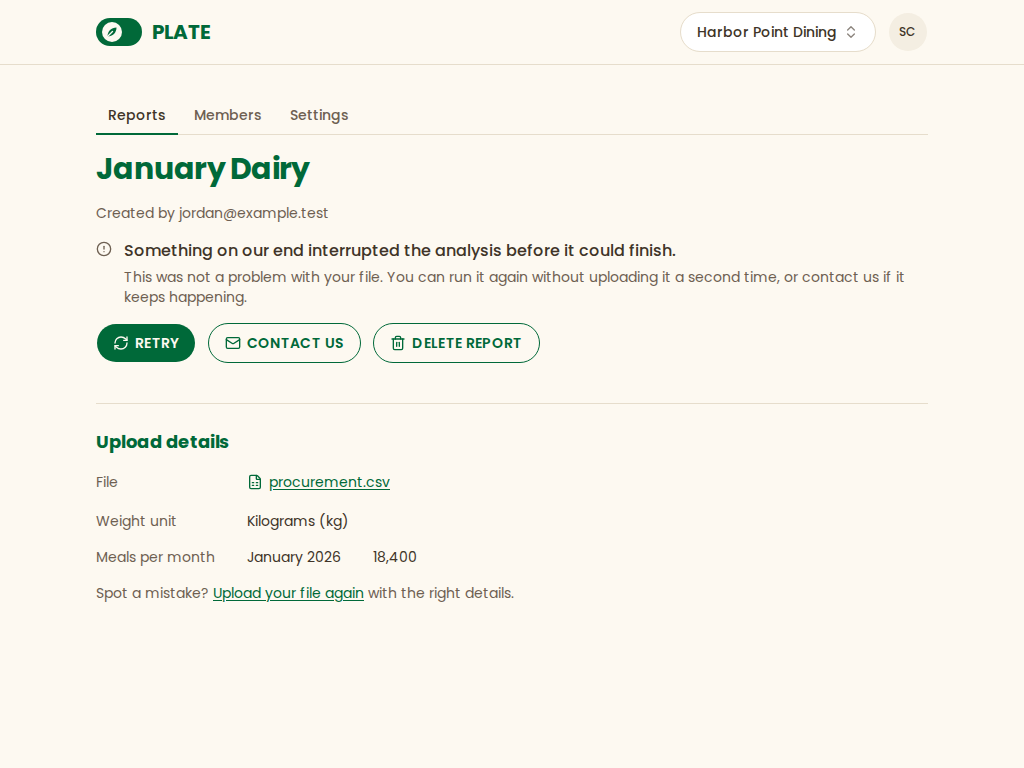 PLATE
Harbor Point Dining
SC
Reports
Members
Settings
January Dairy
Created by jordan@example.test
Something on our end interrupted the analysis before it could finish.
This was not a problem with your file. You can run it again without uploading it a second time, or contact us if it
keeps happening.
RETRY
CONTACT US
DELETE REPORT
Upload details
File
procurement.csv
Weight unit
Kilograms (kg)
Meals per month
January 2026
18,400
Spot a mistake? Upload your file again with the right details.